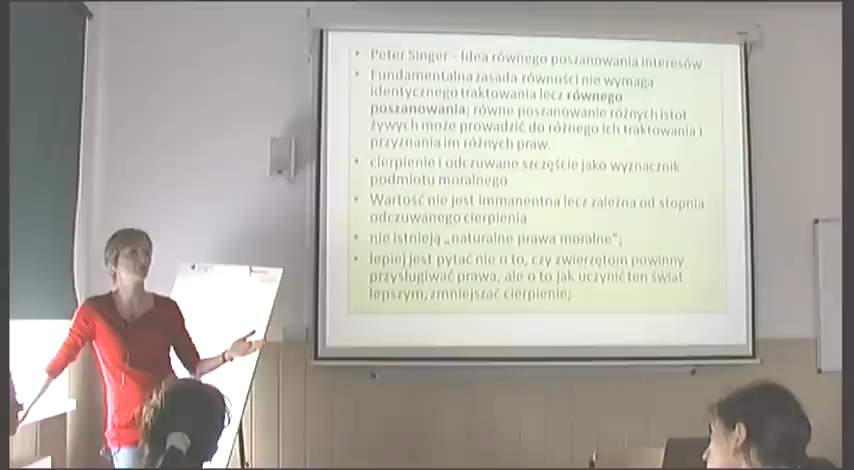 • Peter Singer - Idea równego poszanowania interesów
• Fundamentalna zasada równości nie wymaga
identycznego traktowania lecz równego
poszanowania; równe poszanowanie różnych istot
żywych może prowadzić do różnego ich traktowania i
przyznania im różnych praw.
• cierpienie i odczuwane szczęście jako wyznacznik
podmiotu moralnego
• Wartość nie jest immanentna lecz zależna od stopnia
odczuwanego cierpienia
• nie istnieją „naturalne prawa moralne”;
• lepiej jest pytać nie o to, czy zwierzętom powinny
przysługiwać prawa, ale o to jak uczynić ten świat
lepszym, zmniejszać cierpienie;